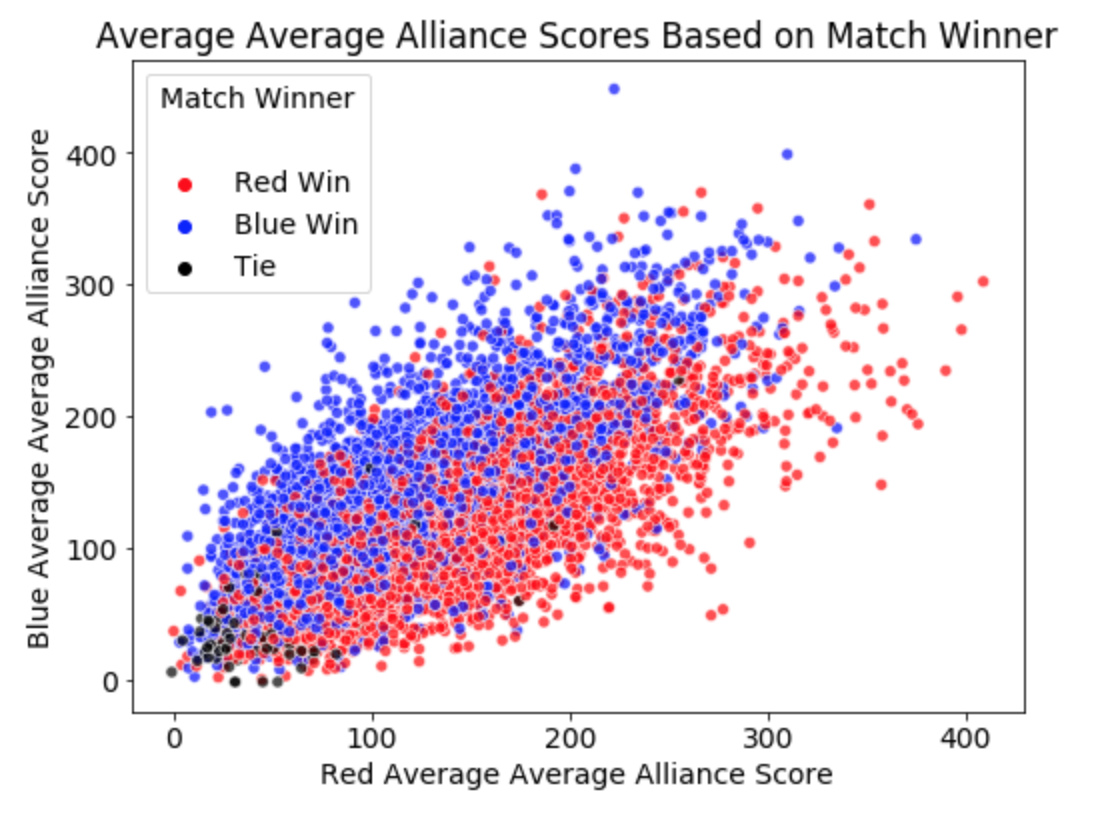 Average Average Alliance Scores Based on Match Winner
Match Winner
Red Win
Blue Win
Tie
Blue Average Average Alliance Score
400
300
200
100
0
0 100 200 300 400
Red Average Average Alliance Score